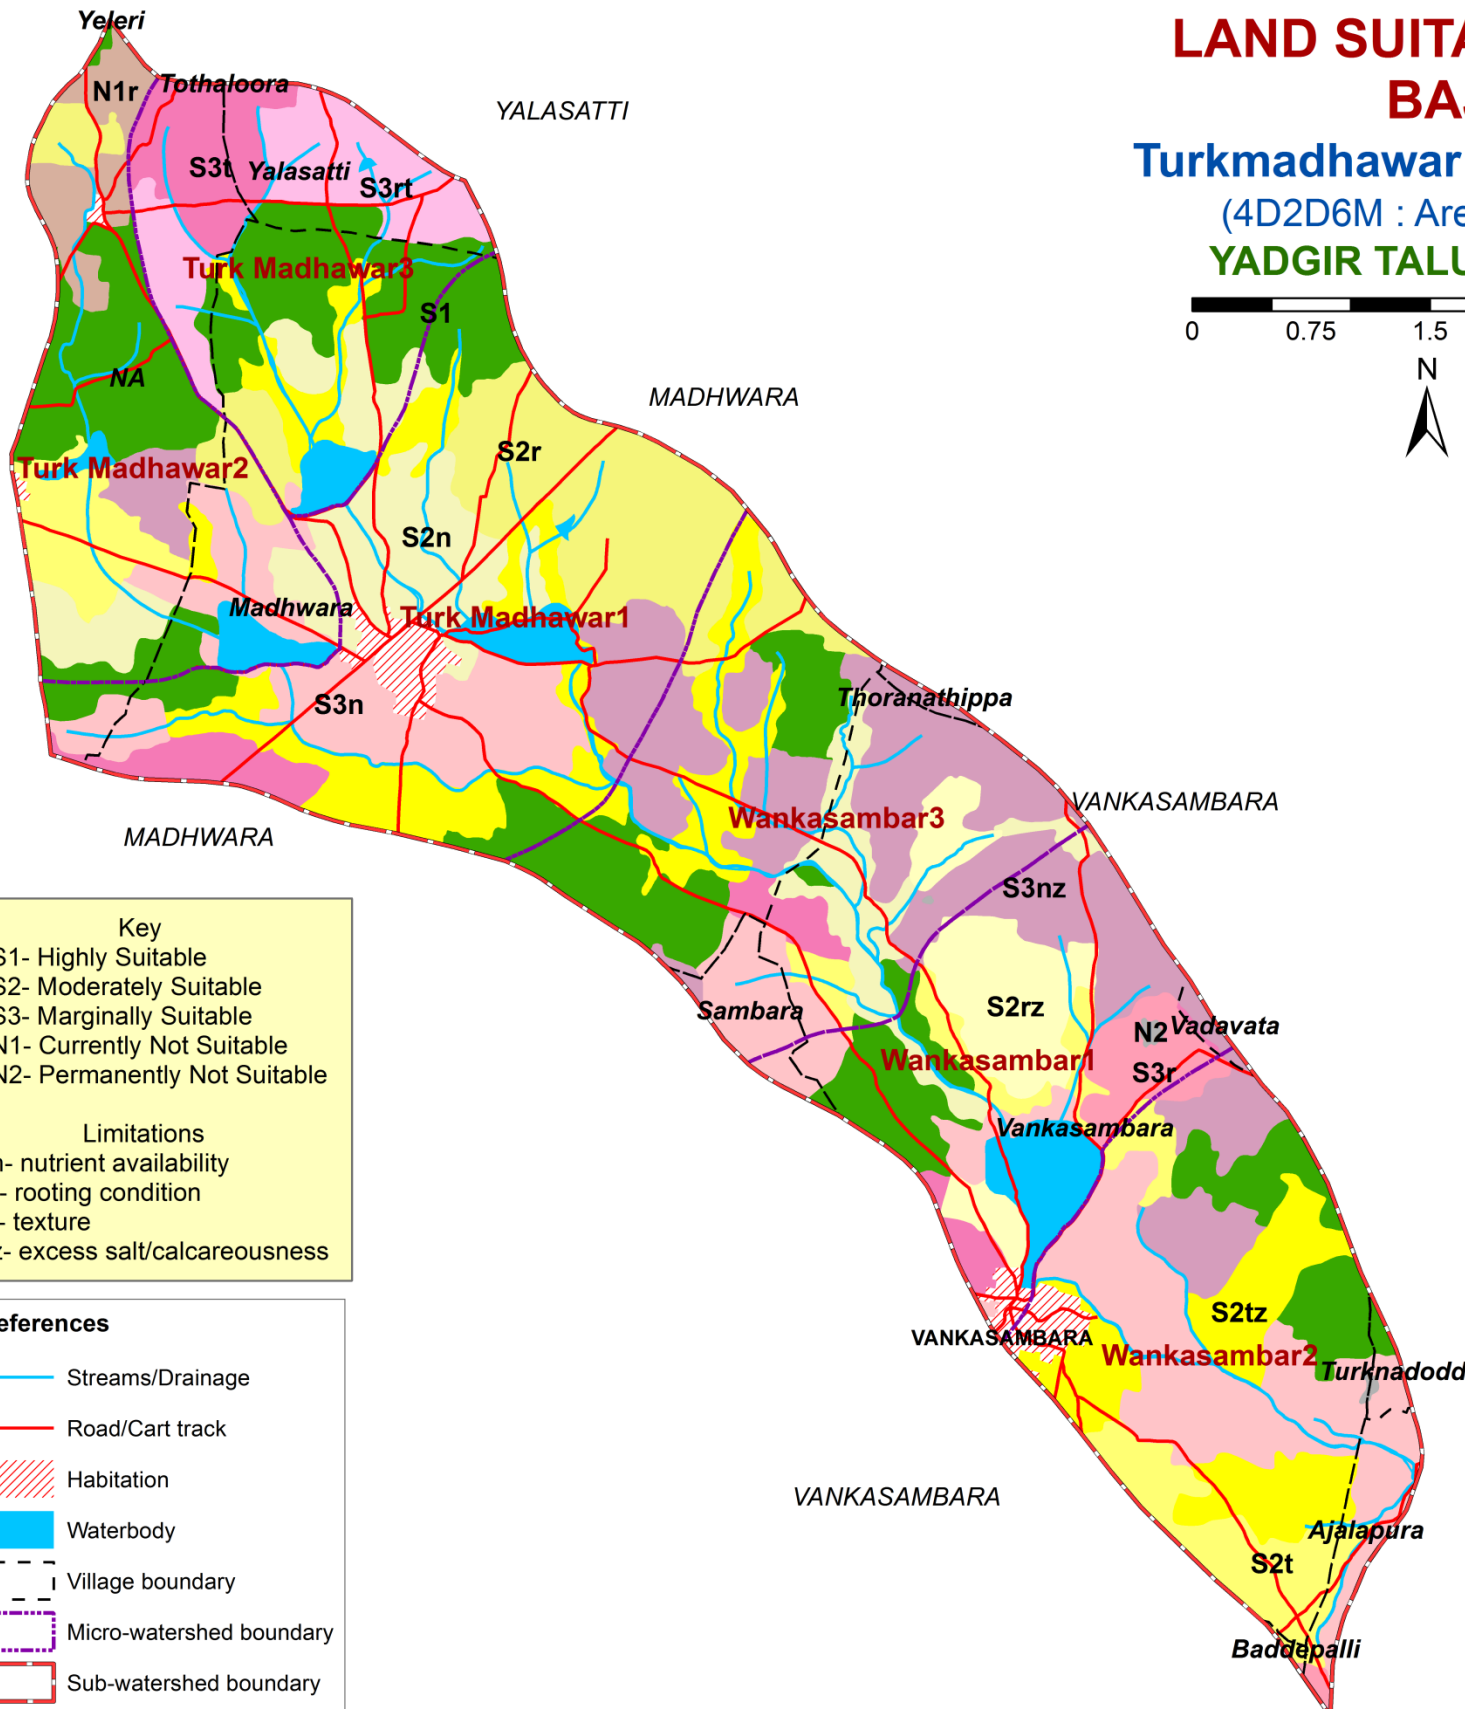 LAND SUITA
BAJ
Turkmadhawar
(4D2D6M : Are
YADGIR TALU
0 0.75 1.5
N
Yeleri
N1r
Tothaloora
YALASATTI
S3t
Yalasatti
S3rt
Turk Madhawar3
S1
NA
MADHWARA
S2r
Turk Madhawar2
S2n
Madhwara
Turk Madhawar1
S3n
Thoranathippa
MADHWARA
Wankasambar3
VANKASAMBARA
S3nz
Sambara
S2rz
N2
Vadavata
Wankasambar1
S3r
Vankasambara
S2tz
VANKASAMBARA
Wankasambar2
Turknadodd
VANKASAMBARA
Ajalapura
S2t
Baddepalli
Key
S1- Highly Suitable
S2- Moderately Suitable
S3- Marginally Suitable
N1- Currently Not Suitable
N2- Permanently Not Suitable
Limitations
n- nutrient availability
- rooting condition
- texture
z- excess salt/calcareousness
eferences
Streams/Drainage
Road/Cart track
Habitation
Waterbody
Village boundary
Micro-watershed boundary
Sub-watershed boundary